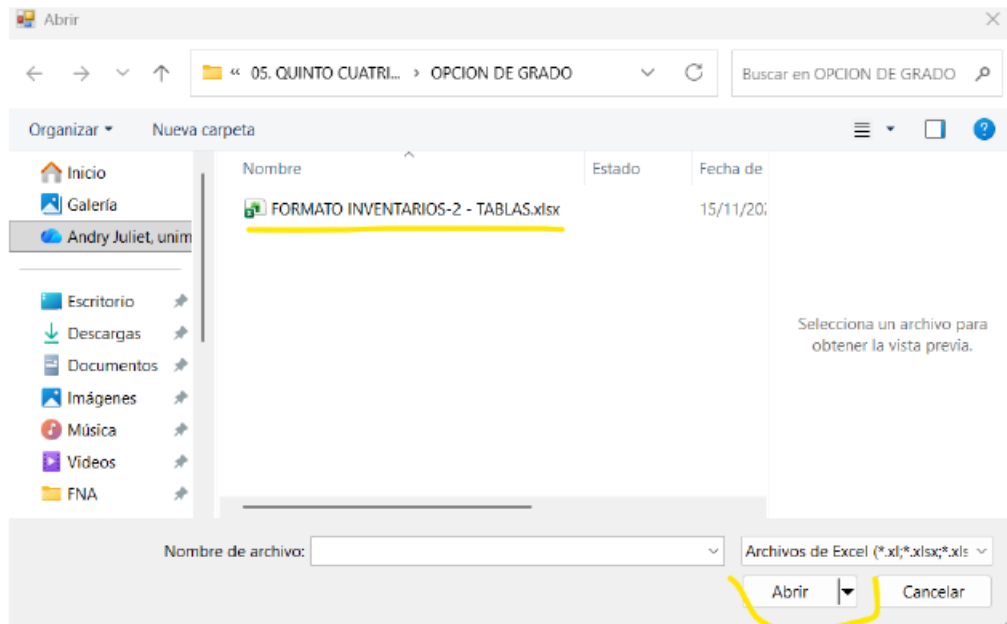 Abrir
« 05. QUINTO CUATRI... > OPCION DE GRADO
Buscar en OPCION DE GRADO
Organizar
Nueva carpeta
Nombre
Estado
Fecha de
FORMATO INVENTARIOS-2 - TABLAS.xlsx
15/11/202
Inicio
Galería
Andry Juliet, unim
Escritorio
Descargas
Documentos
Imágenes
Música
Videos
FNA
Selecciona un archivo para
obtener la vista previa.
Nombre de archivo:
Archivos de Excel (*.xl;*.xlsx;*.xls
Abrir
Cancelar